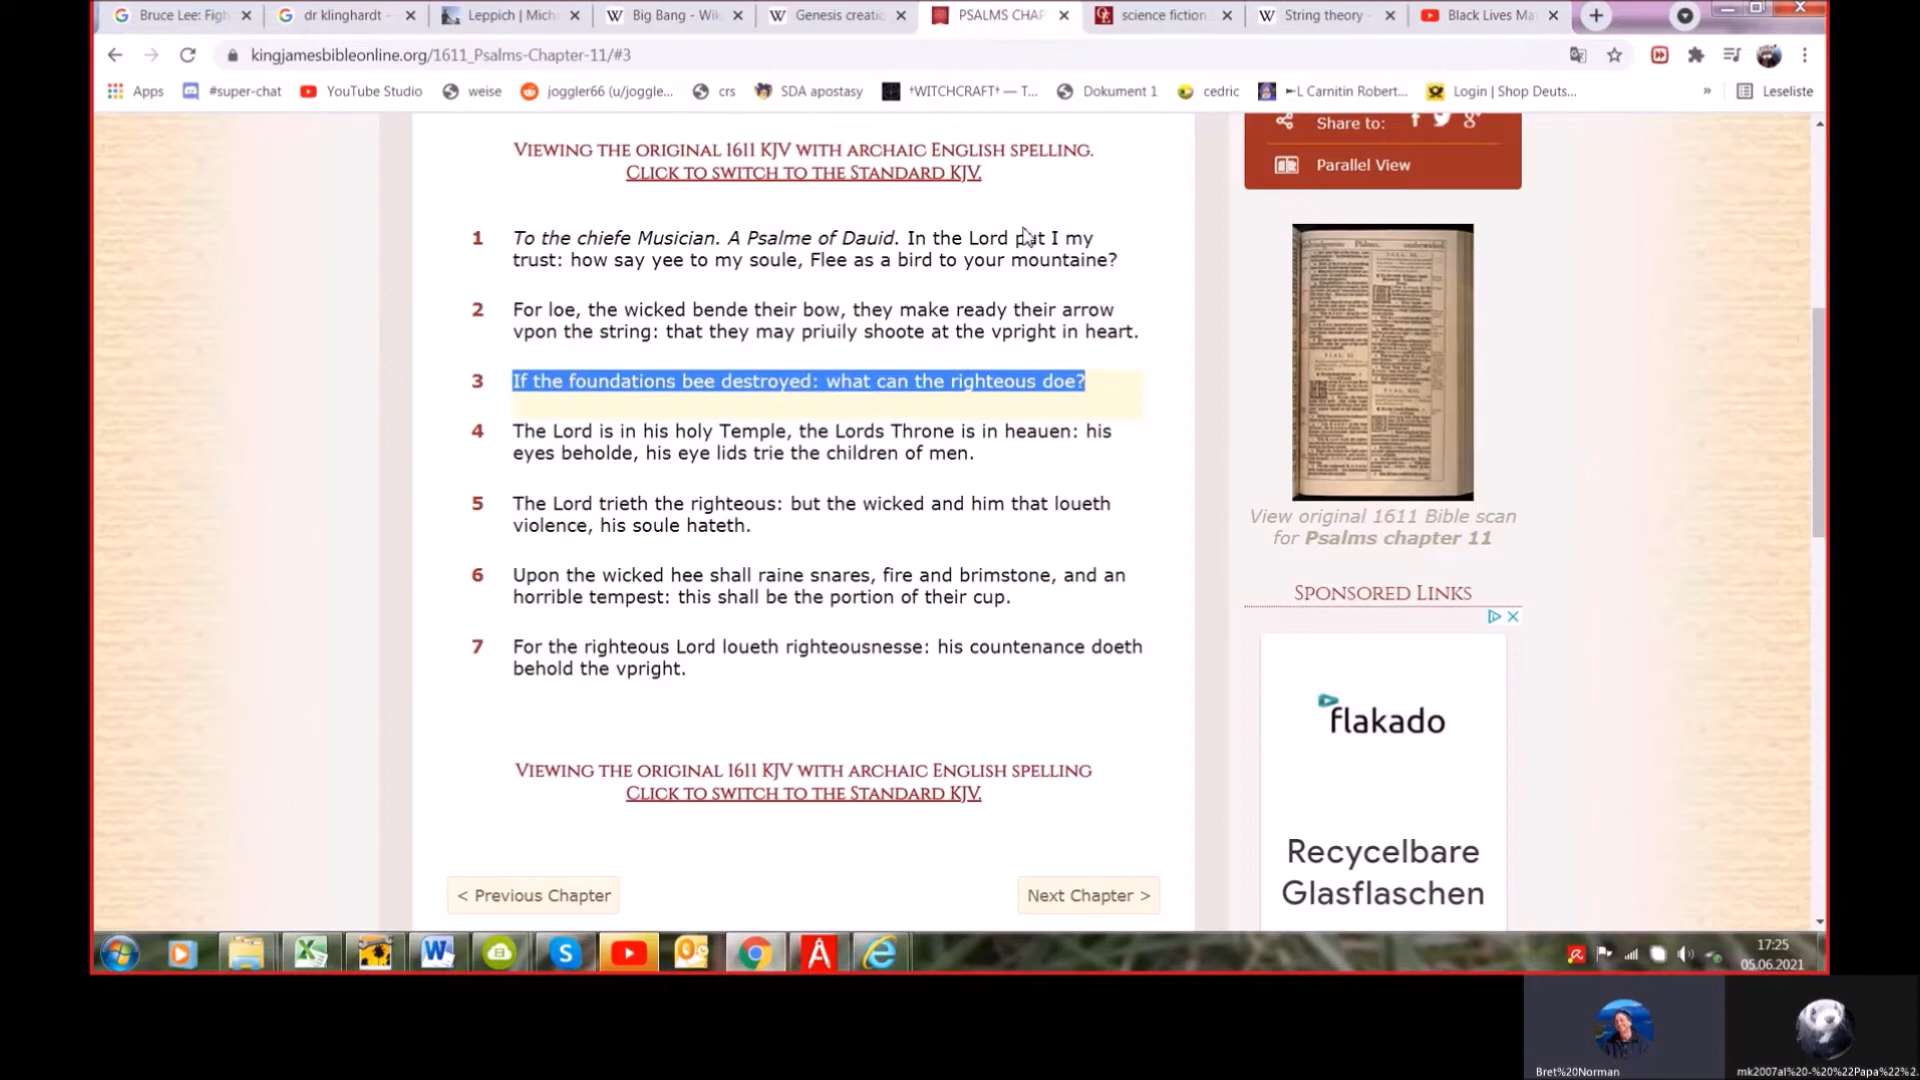 Bruce Lee: Figh
dr klinghardt -
Leppich | Mich
Big Bang - Wik
Genesis creatio
PSALMS CHAP
science fiction
String theory -
Black Lives Ma
kingjamesbibleonline.org/1611_Psalms-Chapter-11/#3
Apps
#super-chat
YouTube Studio
weise
joggler66 (u/joggle...
crs
SDA apostasy
*WITCHCRAFT† — T...
Dokument 1
cedric
L Carnitin Robert...
Login | Shop Deuts...
»
Leseliste
Viewing the original 1611 KJV with archaic English spelling.
Click to switch to the Standard KJV.
1 To the chiefe Musician. A Psalme of Dauid. In the Lord put I my
trust: how say yee to my soule, Flee as a bird to your mountaine?
2 For loe, the wicked bende their bow, they make ready their arrow
vpon the string: that they may priuily shoote at the vpright in heart.
3 If the foundations bee destroyed: what can the righteous doe?
4 The Lord is in his holy Temple, the Lords Throne is in heauen: his
eyes beholde, his eye lids trie the children of men.
5 The Lord trieth the righteous: but the wicked and him that loueth
violence, his soule hateth.
6 Upon the wicked hee shall raine snares, fire and brimstone, and an
horrible tempest: this shall be the portion of their cup.
7 For the righteous Lord loueth righteousnesse: his countenance doeth
behold the vpright.
Viewing the original 1611 KJV with archaic English spelling
Click to switch to the Standard KJV.
< Previous Chapter
Next Chapter >
Share to:
Parallel View
View original 1611 Bible scan
for Psalms chapter 11
Sponsored Links
flakado
Recycelbare
Glasflaschen
17:25
05.06.2021
Bret%20Norman
mk2007al%20-%20%22Papa%22%2...